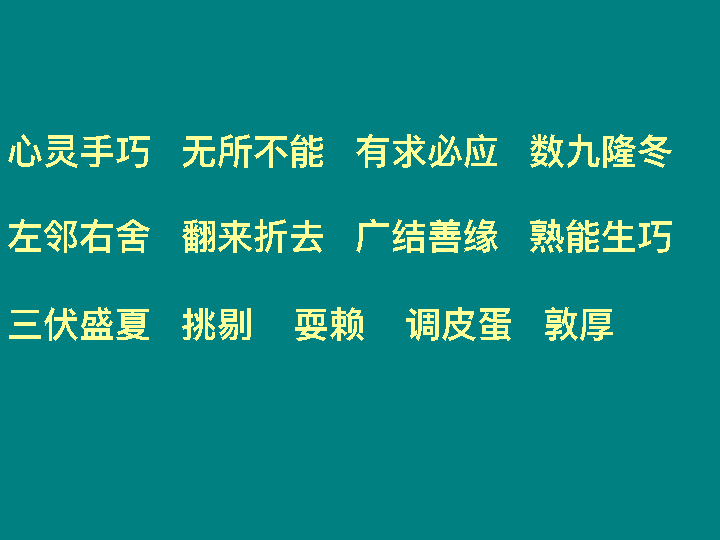 心灵手巧 无所不能 有求必应 数九隆冬
左邻右舍 翻来折去 广结善缘 熟能生巧
三伏盛夏 挑剔 耍赖 调皮蛋 敦厚